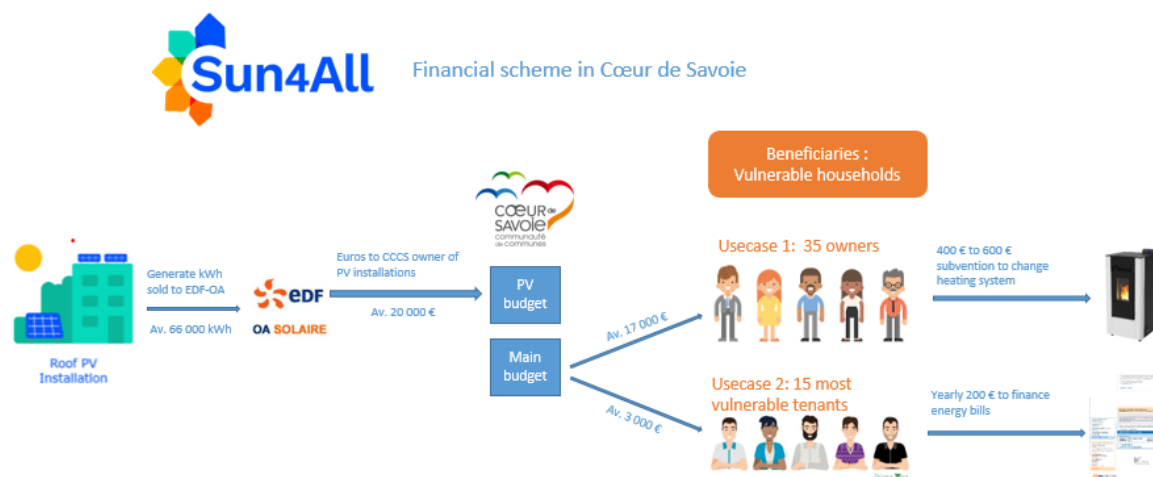 Sun4All
Financial scheme in Cœur de Savoie
Beneficiaries :
Vulnerable households
CŒUR de
SAVOIE
communauté
de communes
Usecase 1: 35 owners
Generate kWh
sold to EDF-OA
Av. 66 000 kWh
EDF
OA SOLAIRE
Euros to CCCS owner of
PV installations
Av. 20 000 €
PV
budget
Main
budget
Av. 17 000 €
Av. 3 000 €
400 € to 600 €
subvention to change
heating system
Roof PV
Installation
Usecase 2: 15 most
vulnerable tenants
Yearly 200 € to finance
energy bills